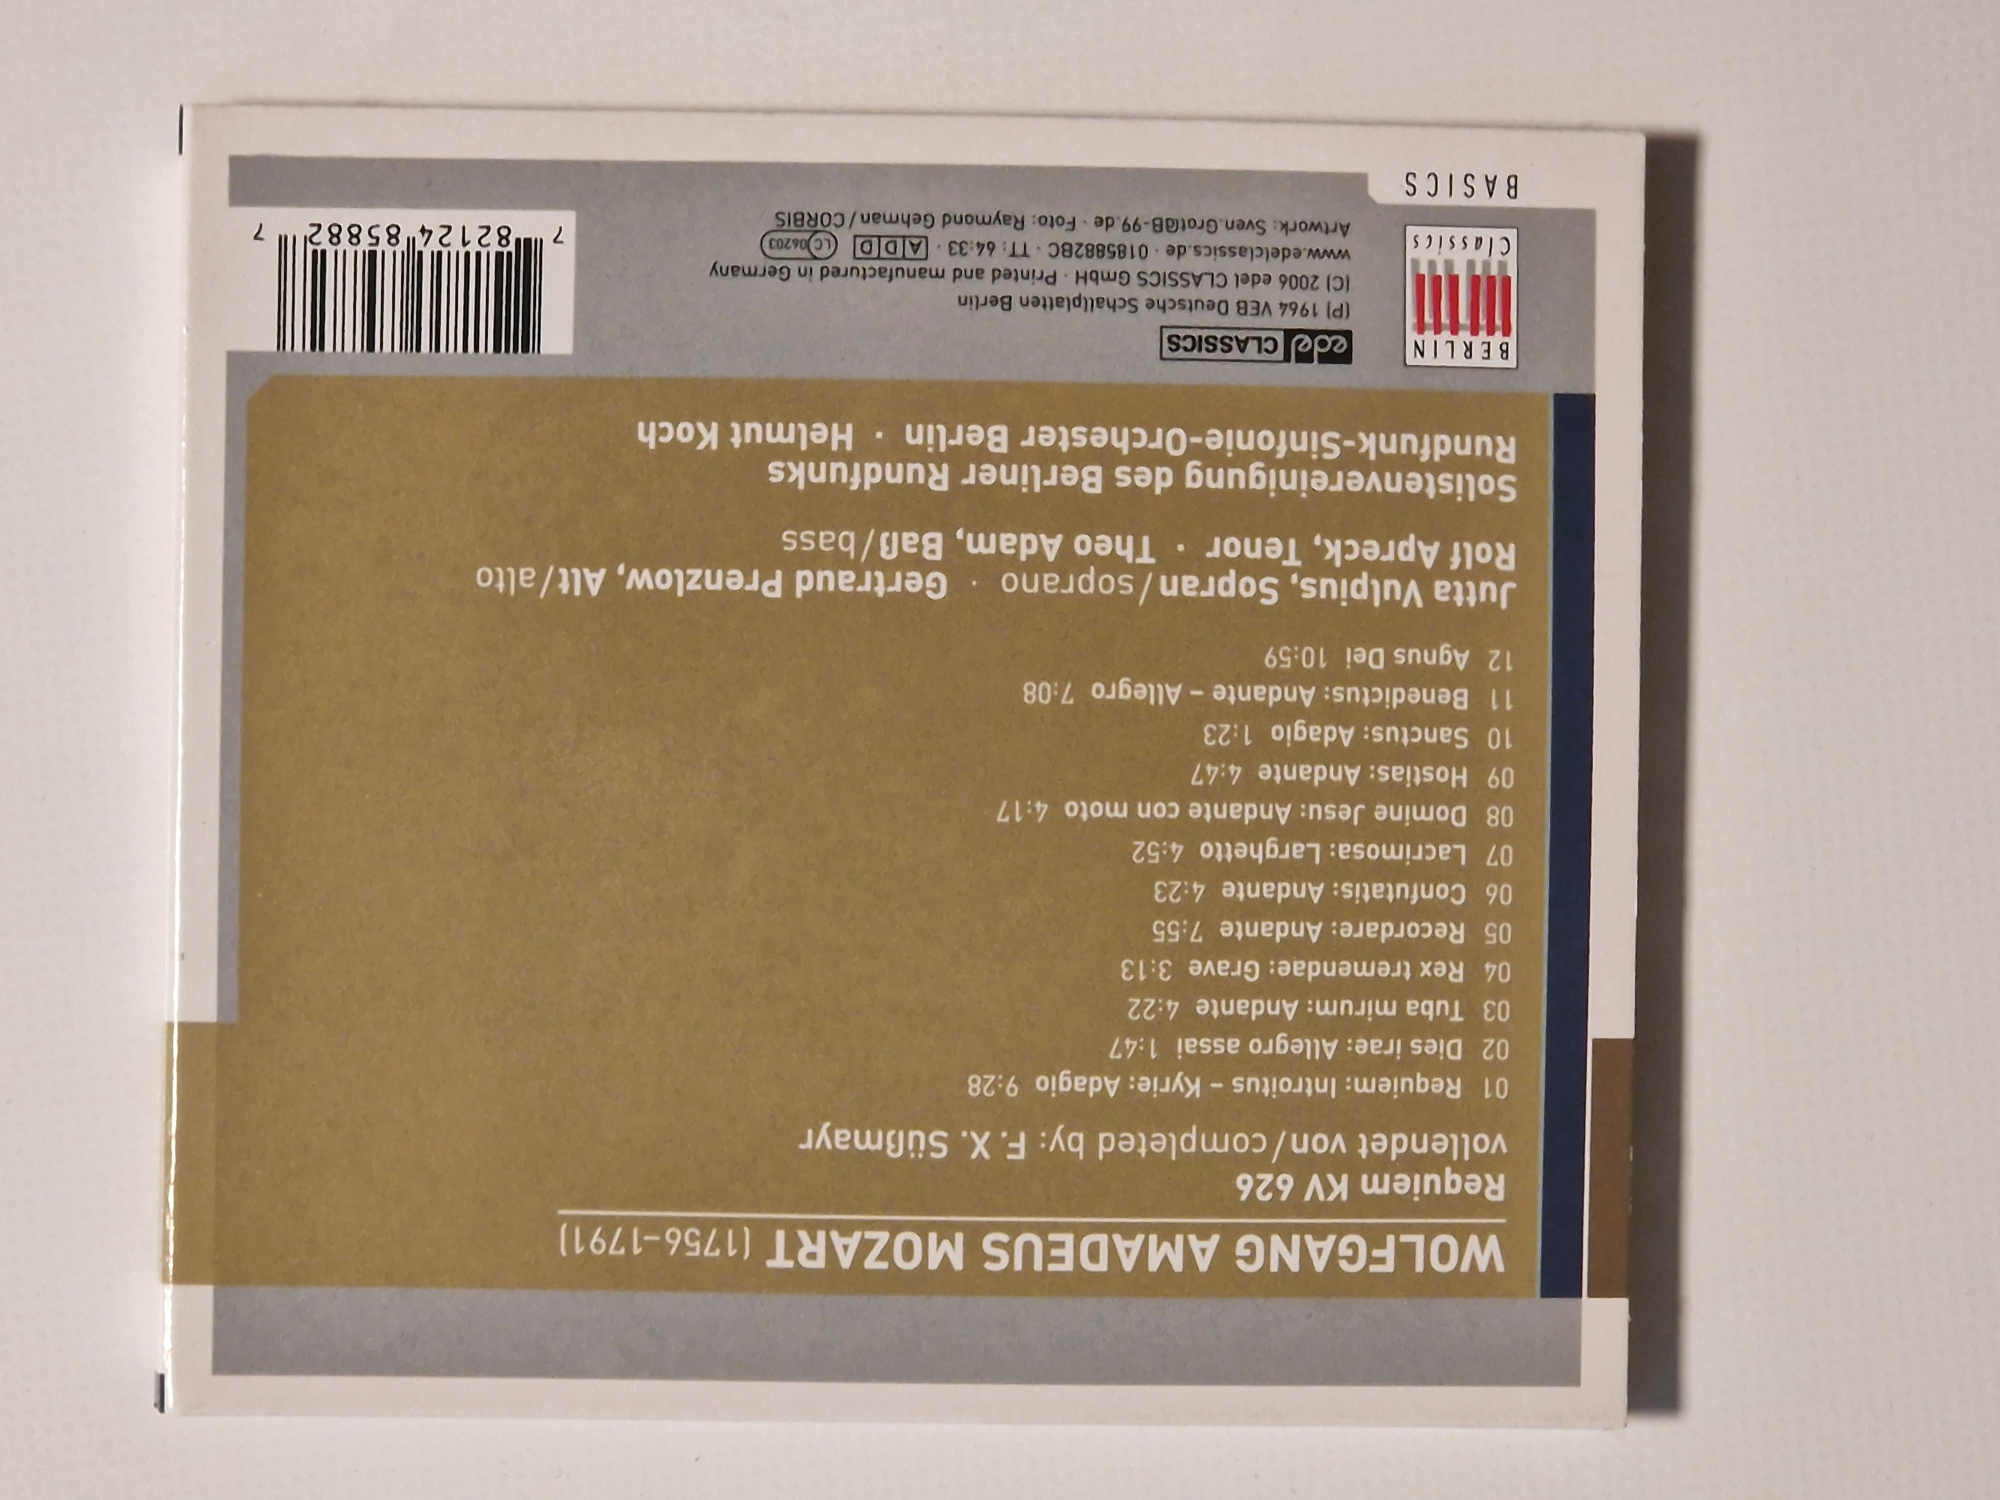 WOLFGANG AMADEUS MOZART (1756–1791)
Requiem KV 626
vollendet von/completed by: F. X. Süßmayr
01 Requiem: Introitus – Kyrie: Adagio 9:28
02 Dies irae: Allegro assai 1:47
03 Tuba mirum: Andante 4:22
04 Rex tremendae: Grave 3:13
05 Recordare: Andante 7:55
06 Confutatis: Andante 4:23
07 Lacrimosa: Larghetto 4:52
08 Domine Jesu: Andante con moto 4:17
09 Hostias: Andante 4:47
10 Sanctus: Adagio 1:23
11 Benedictus: Andante – Allegro 7:08
12 Agnus Dei 10:59
Jutta Vulpius, Sopran/soprano · Gertraud Prenzlow, Alt/alto
Rolf Apreck, Tenor · Theo Adam, Baß/bass
Solistenvereinigung des Berliner Rundfunks
Rundfunk-Sinfonie-Orchester Berlin · Helmut Koch
BERLIN
Classics
BASICS
edel CLASSICS
(P) 1964 VEB Deutsche Schallplatten Berlin
(C) 2006 edel CLASSICS GmbH · Printed and manufactured in Germany
www.edelclassics.de · 0185882BC · TT: 64:33 · A D D LC 06203
Artwork: Sven.Grot@B-99.de · Foto: Raymond Gehman/CORBIS
7 82124 85882 7